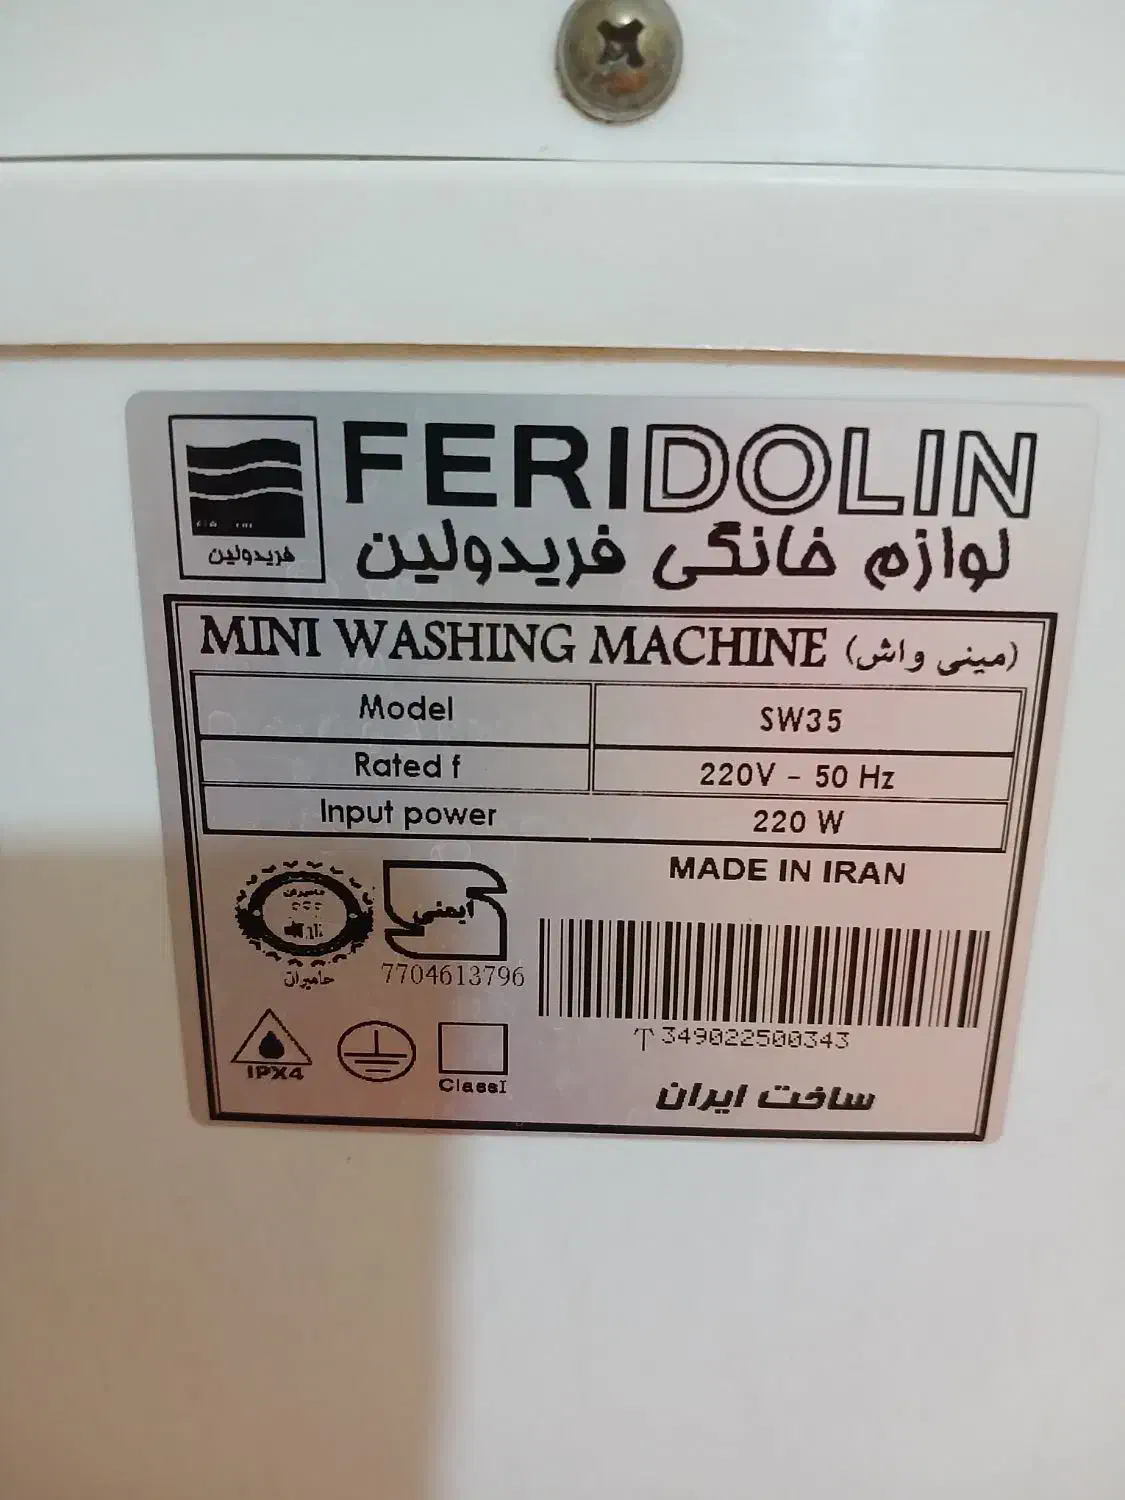 FERIDOLIN
فریدولین
لوازم خانگی فریدولین
MINI WASHING MACHINE (مینی واش)
Model SW35
Rated f 220V - 50 Hz
Input power 220 W
MADE IN IRAN
ایمنی
حامیران
7704613796
T349022500343
IPX4
ClassI
ساخت ایران